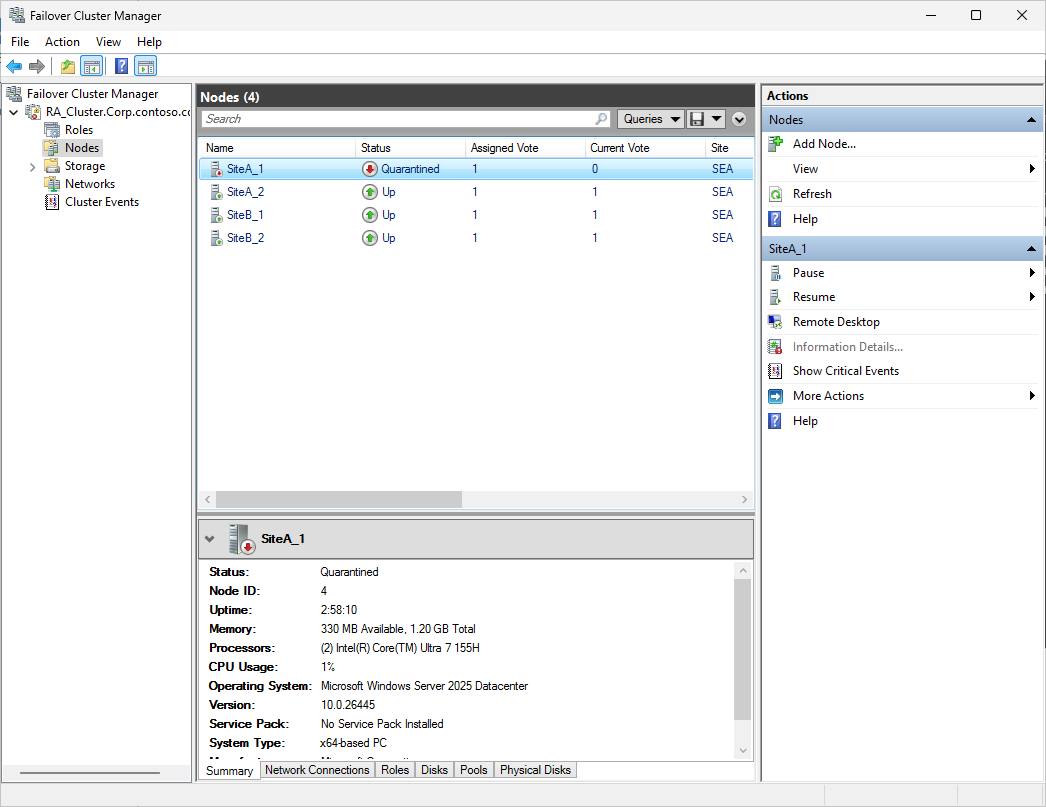 Failover Cluster Manager
File Action View Help
Failover Cluster Manager
RA_Cluster.Corp.contoso.cc
Roles
Nodes
Storage
Networks
Cluster Events
Nodes (4)
Search
Queries
Name Status Assigned Vote Current Vote Site
SiteA_1 Quarantined 1 0 SEA
SiteA_2 Up 1 1 SEA
SiteB_1 Up 1 1 SEA
SiteB_2 Up 1 1 SEA
SiteA_1
Status: Quarantined
Node ID: 4
Uptime: 2:58:10
Memory: 330 MB Available, 1.20 GB Total
Processors: (2) Intel(R) Core(TM) Ultra 7 155H
CPU Usage: 1%
Operating System: Microsoft Windows Server 2025 Datacenter
Version: 10.0.26445
Service Pack: No Service Pack Installed
System Type: x64-based PC
Summary Network Connections Roles Disks Pools Physical Disks
Actions
Nodes
Add Node...
View
Refresh
Help
SiteA_1
Pause
Resume
Remote Desktop
Information Details...
Show Critical Events
More Actions
Help